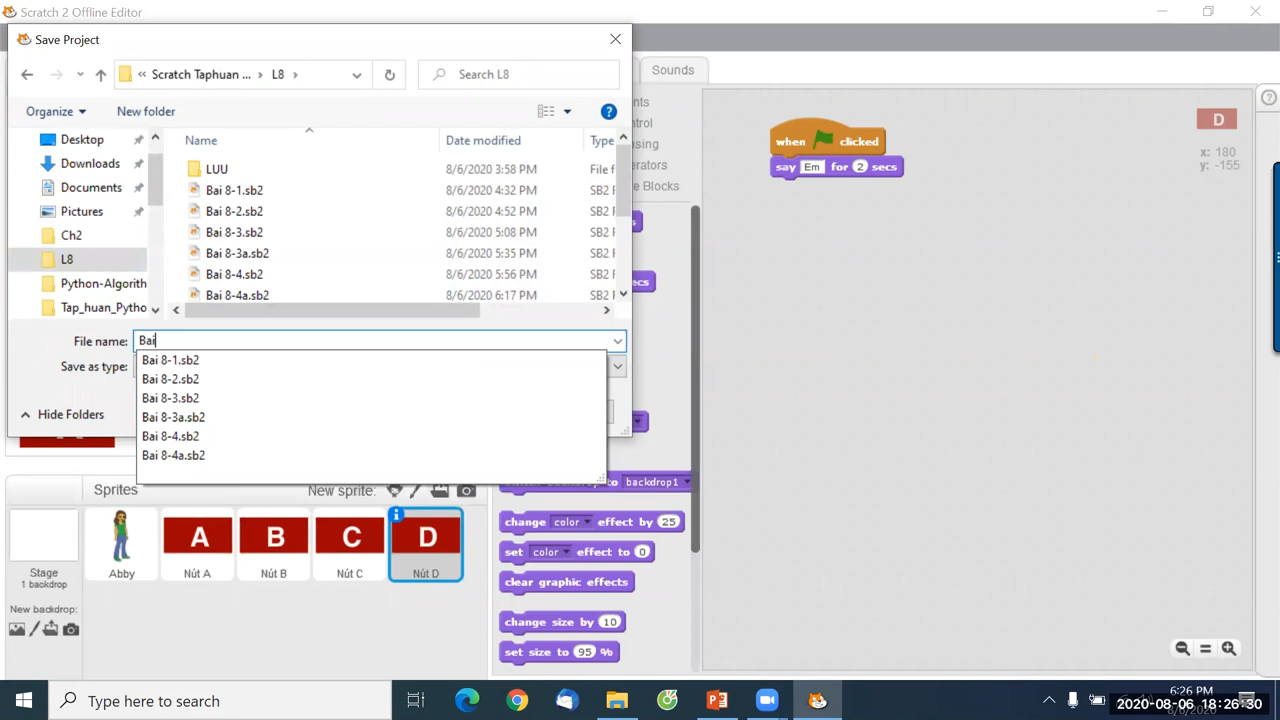 Scratch 2 Offline Editor
Save Project
« Scratch Taphuan ... › L8 ›
Search L8
Organize
New folder
Name
Date modified
Type
Desktop
Downloads
Documents
Pictures
Ch2
L8
Python-Algorith
Tap_huan_Pytho
LUU 8/6/2020 3:58 PM File f
Bai 8-1.sb2 8/6/2020 4:32 PM SB2 F
Bai 8-2.sb2 8/6/2020 4:52 PM SB2 F
Bai 8-3.sb2 8/6/2020 5:08 PM SB2 F
Bai 8-3a.sb2 8/6/2020 5:35 PM SB2 F
Bai 8-4.sb2 8/6/2020 5:56 PM SB2 F
Bai 8-4a.sb2 8/6/2020 6:17 PM SB2 F
File name: Bai
Save as type:
Bai 8-1.sb2
Bai 8-2.sb2
Bai 8-3.sb2
Bai 8-3a.sb2
Bai 8-4.sb2
Bai 8-4a.sb2
Hide Folders
Sounds
when clicked
say Em for 2 secs
D
x: 180
y: -155
secs
backdrop1
change color effect by 25
set color effect to 0
clear graphic effects
change size by 10
set size to 95 %
Sprites
New sprite:
Stage
1 backdrop
New backdrop:
Abby
A
Nút A
B
Nút B
C
Nút C
D
Nút D
Type here to search
6:26 PM
2020-08-06 18:26:30